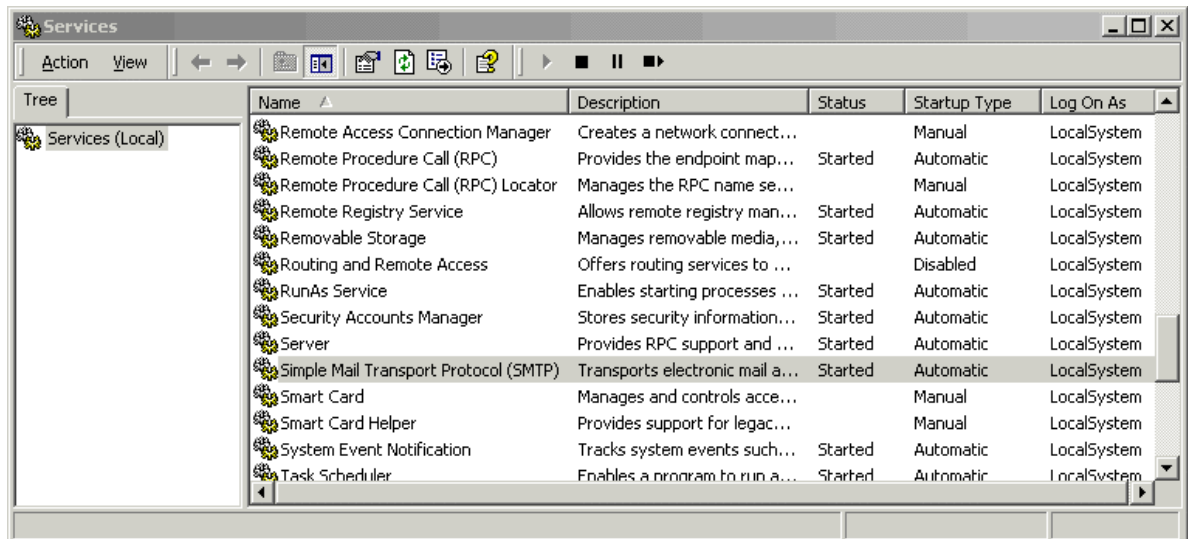 Services
Action View
Tree
Services (Local)
Name Description Status Startup Type Log On As
Remote Access Connection Manager Creates a network connect... Manual LocalSystem
Remote Procedure Call (RPC) Provides the endpoint map... Started Automatic LocalSystem
Remote Procedure Call (RPC) Locator Manages the RPC name se... Manual LocalSystem
Remote Registry Service Allows remote registry man... Started Automatic LocalSystem
Removable Storage Manages removable media,... Started Automatic LocalSystem
Routing and Remote Access Offers routing services to ... Disabled LocalSystem
RunAs Service Enables starting processes ... Started Automatic LocalSystem
Security Accounts Manager Stores security information... Started Automatic LocalSystem
Server Provides RPC support and ... Started Automatic LocalSystem
Simple Mail Transport Protocol (SMTP) Transports electronic mail a... Started Automatic LocalSystem
Smart Card Manages and controls acce... Manual LocalSystem
Smart Card Helper Provides support for legac... Manual LocalSystem
System Event Notification Tracks system events such... Started Automatic LocalSystem
Task Scheduler Enables a program to run a... Started Automatic LocalSystem